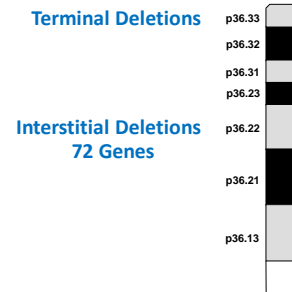 Terminal Deletions
p36.33
p36.32
p36.31
p36.23
Interstitial Deletions
72 Genes
p36.22
p36.21
p36.13